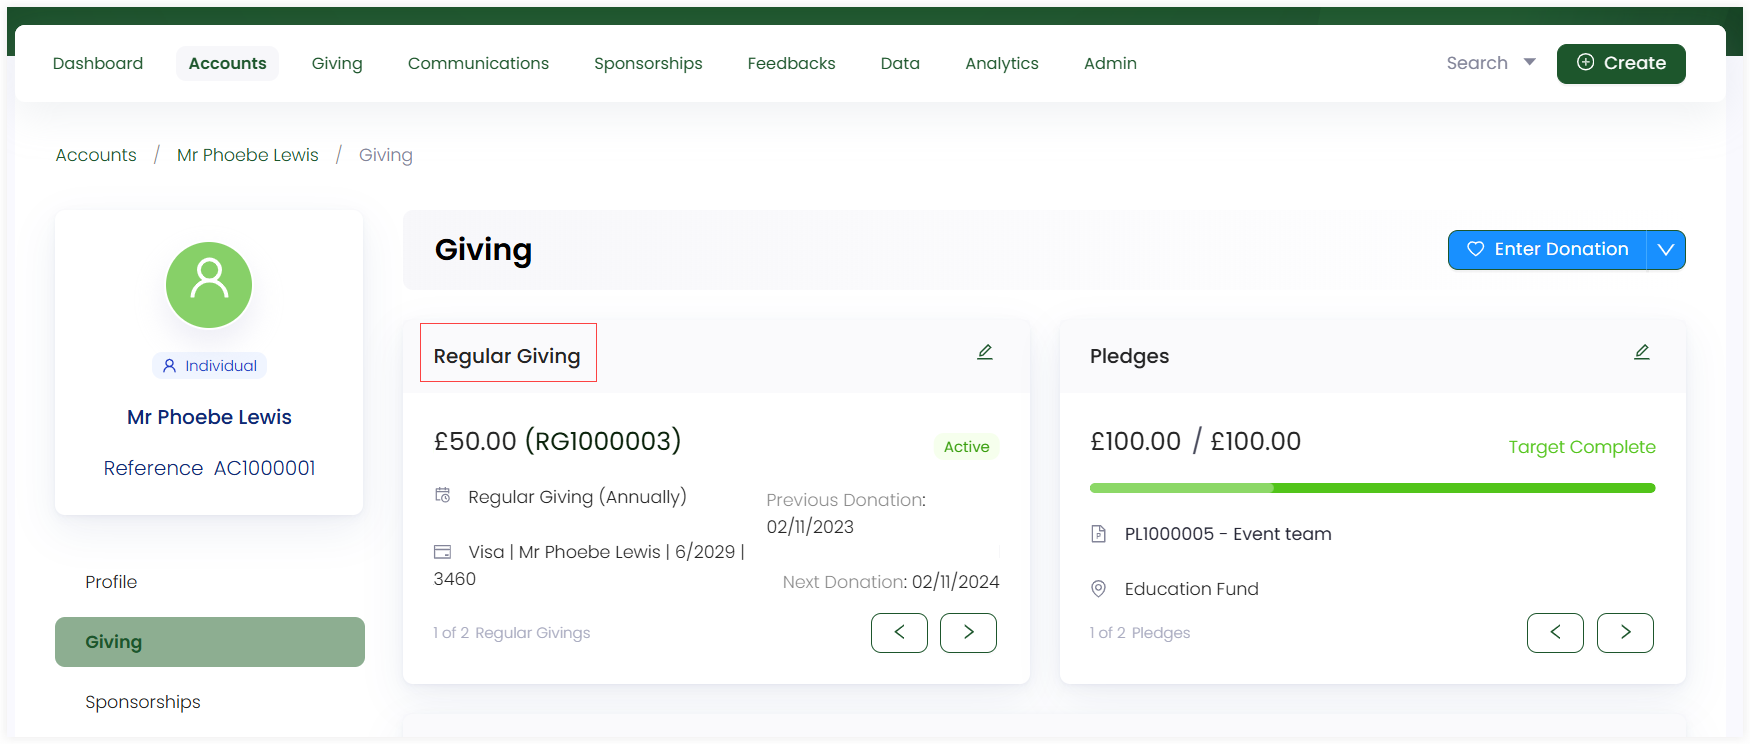 Dashboard Accounts Giving Communications Sponsorships Feedbacks Data Analytics Admin Search Create
Accounts / Mr Phoebe Lewis / Giving
Individual
Mr Phoebe Lewis
Reference AC1000001
Profile
Giving
Sponsorships
Giving
Enter Donation
Regular Giving
£50.00 (RG1000003)
Active
Regular Giving (Annually)
Previous Donation:
02/11/2023
Visa | Mr Phoebe Lewis | 6/2029 |
3460
Next Donation: 02/11/2024
1 of 2 Regular Givings
Pledges
£100.00 / £100.00
Target Complete
PL1000005 - Event team
Education Fund
1 of 2 Pledges